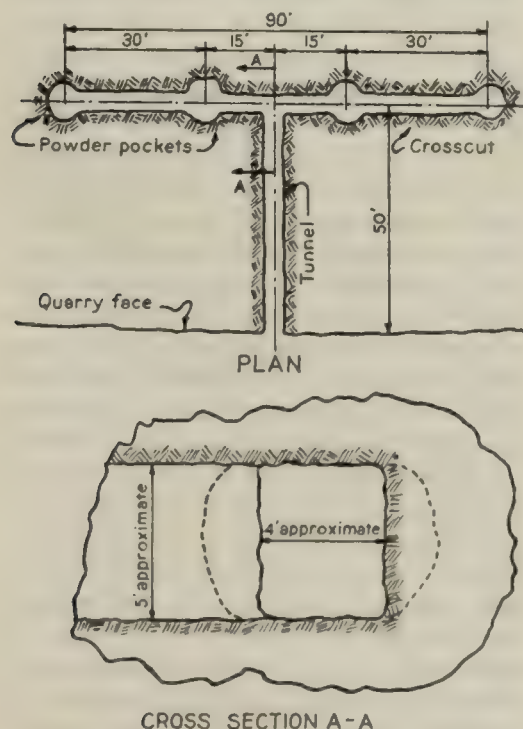 90'
30' 15' 15' 30'
A
Powder pockets
Crosscut
A
Tunnel
50'
Quarry face
PLAN
5' approximate
4' approximate
CROSS SECTION A-A